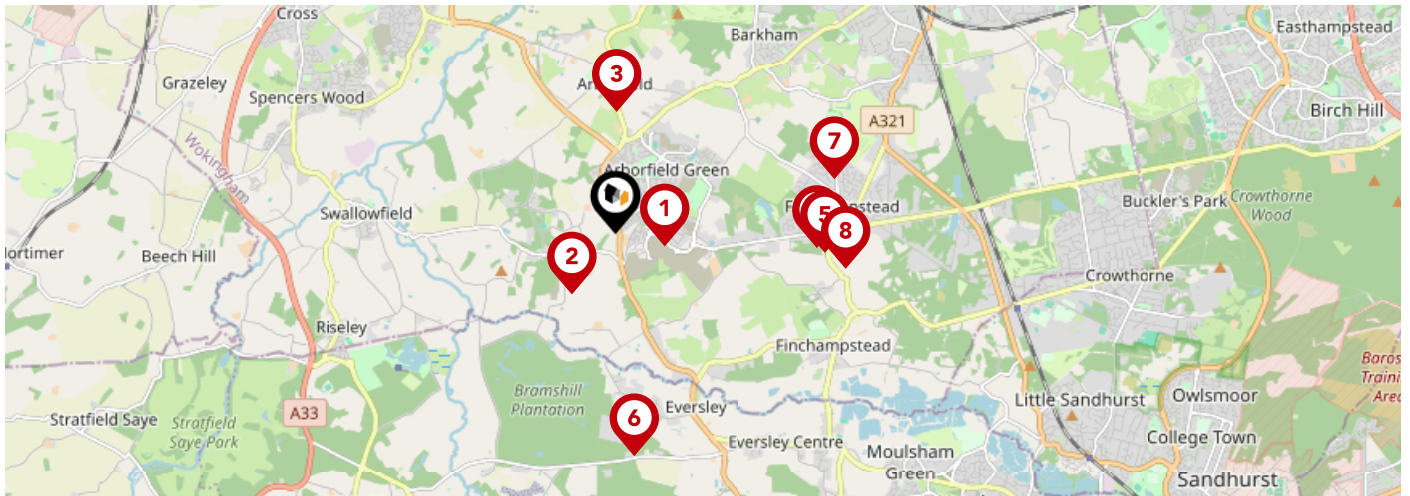 Cross
Easthampstead
Barkham
Grazeley
3
Spencers Wood
Birch Hill
A321
7
Wokingham
Arborfield Green
1
5
8
Buckler's Park
Crowthorne
Wood
Swallowfield
2
Beech Hill
Crowthorne
Riseley
Finchampstead
Bramshill
Plantation
6
Eversley
Little Sandhurst
Owlsmoor
A33
Stratfield Saye
Stratfield
Saye Park
Eversley Centre
College Town
Moulsham
Green
Sandhurst